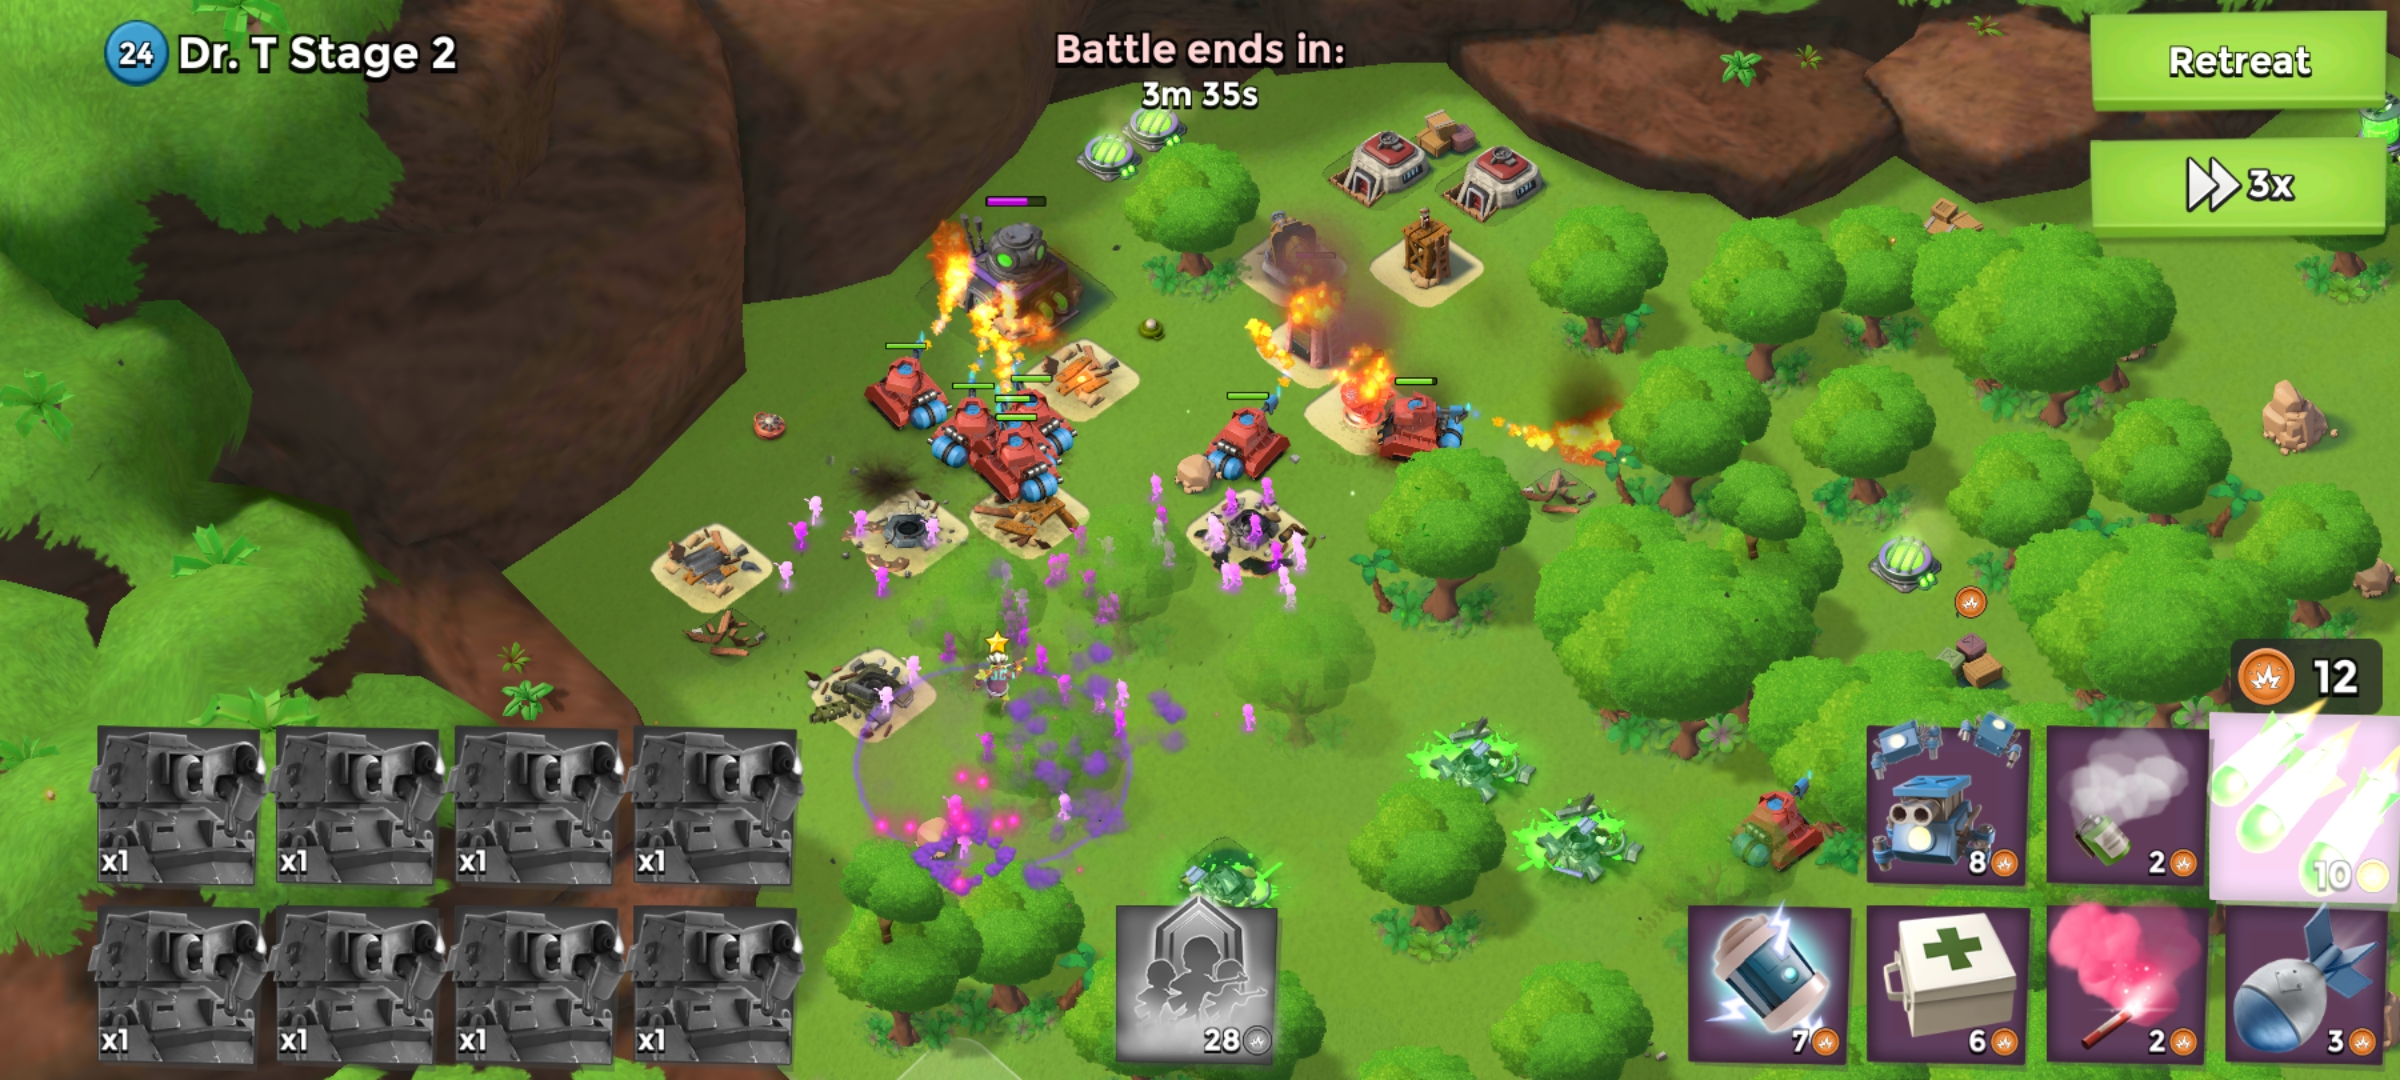 24 Dr. T Stage 2
Battle ends in:
3m 35s
Retreat
3x
12
x1 x1 x1 x1
8 2 10
x1 x1 x1 x1
28 7 6 2 3